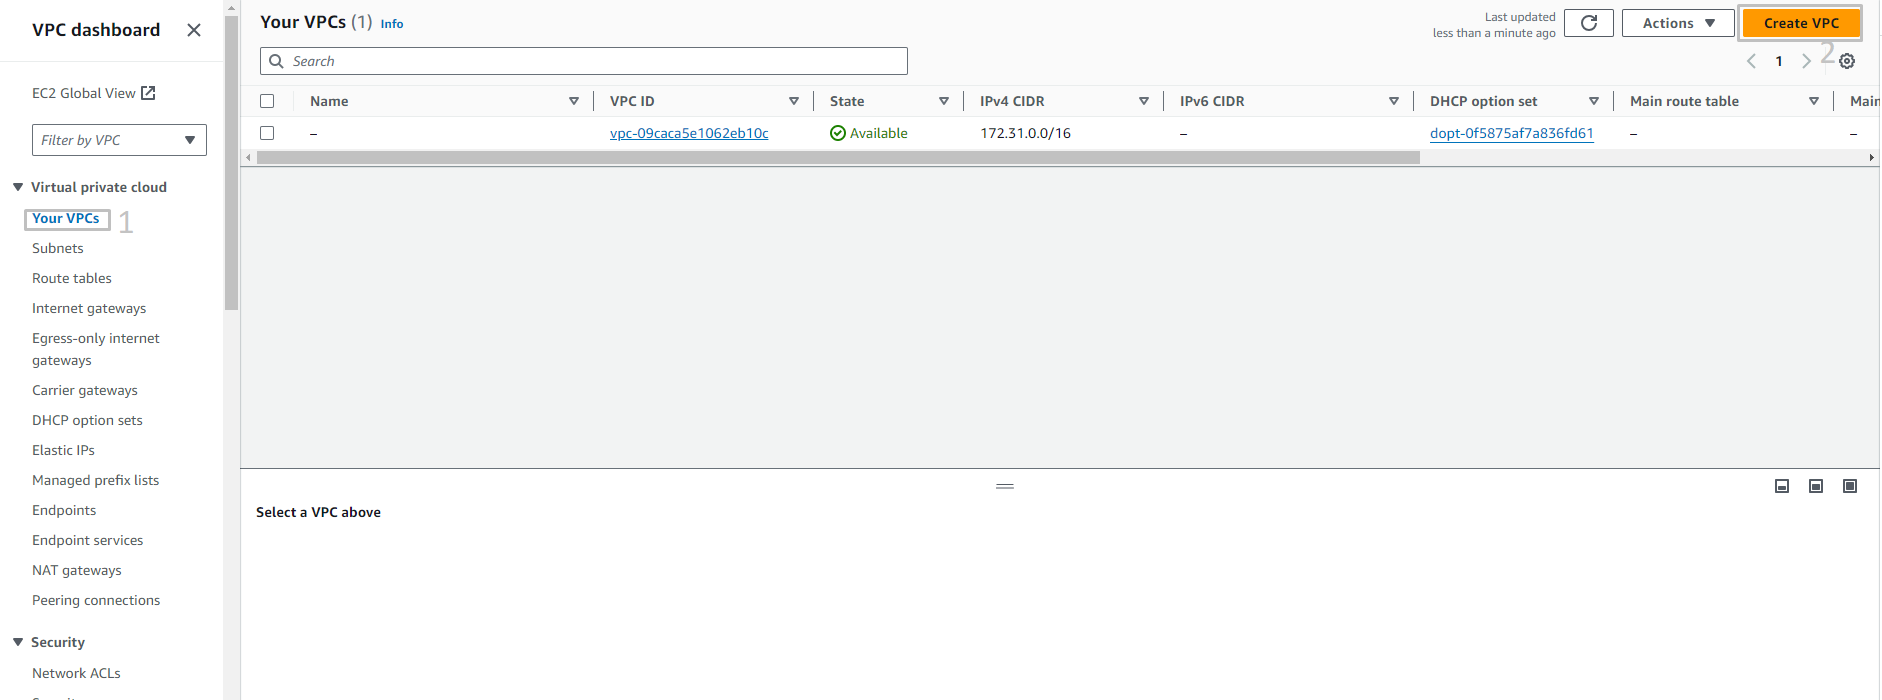 VPC dashboard
EC2 Global View
Filter by VPC
Virtual private cloud
Your VPCs 1
Subnets
Route tables
Internet gateways
Egress-only internet
gateways
Carrier gateways
DHCP option sets
Elastic IPs
Managed prefix lists
Endpoints
Endpoint services
NAT gateways
Peering connections
Security
Network ACLs
Your VPCs (1) Info
Last updated
less than a minute ago
Actions
Create VPC
2
Search
1
Name VPC ID State IPv4 CIDR IPv6 CIDR DHCP option set Main route table Main
– vpc-09caca5e1062eb10c Available 172.31.0.0/16 – dopt-0f5875af7a836fd61 – –
Select a VPC above